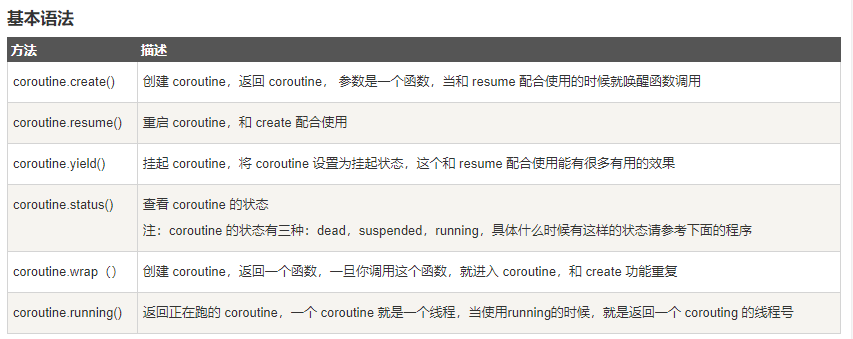 基本语法
方法 描述
coroutine.create() 创建 coroutine，返回 coroutine， 参数是一个函数，当和 resume 配合使用的时候就唤醒函数调用
coroutine.resume() 重启 coroutine，和 create 配合使用
coroutine.yield() 挂起 coroutine，将 coroutine 设置为挂起状态，这个和 resume 配合使用能有很多有用的效果
coroutine.status() 查看 coroutine 的状态
注：coroutine 的状态有三种：dead，suspended，running，具体什么时候有这样的状态请参考下面的程序
coroutine.wrap（） 创建 coroutine，返回一个函数，一旦你调用这个函数，就进入 coroutine，和 create 功能重复
coroutine.running() 返回正在跑的 coroutine，一个 coroutine 就是一个线程，当使用running的时候，就是返回一个 corouting 的线程号